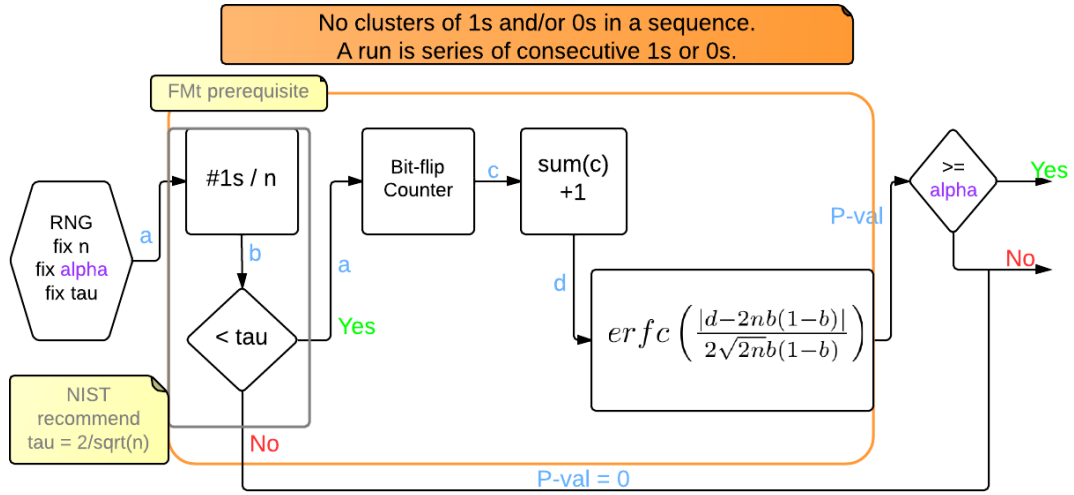 No clusters of 1s and/or 0s in a sequence.
A run is series of consecutive 1s or 0s.
FMt prerequisite
#1s / n
Bit-flip
Counter
c
sum(c)
+1
>=
alpha
Yes
RNG
fix n
fix alpha
fix tau
a
b
a
d
P-val
No
< tau
Yes
erfc(|d−2nb(1−b)|/2√2nb(1−b))
NIST
recommend
tau = 2/sqrt(n)
No
P-val = 0